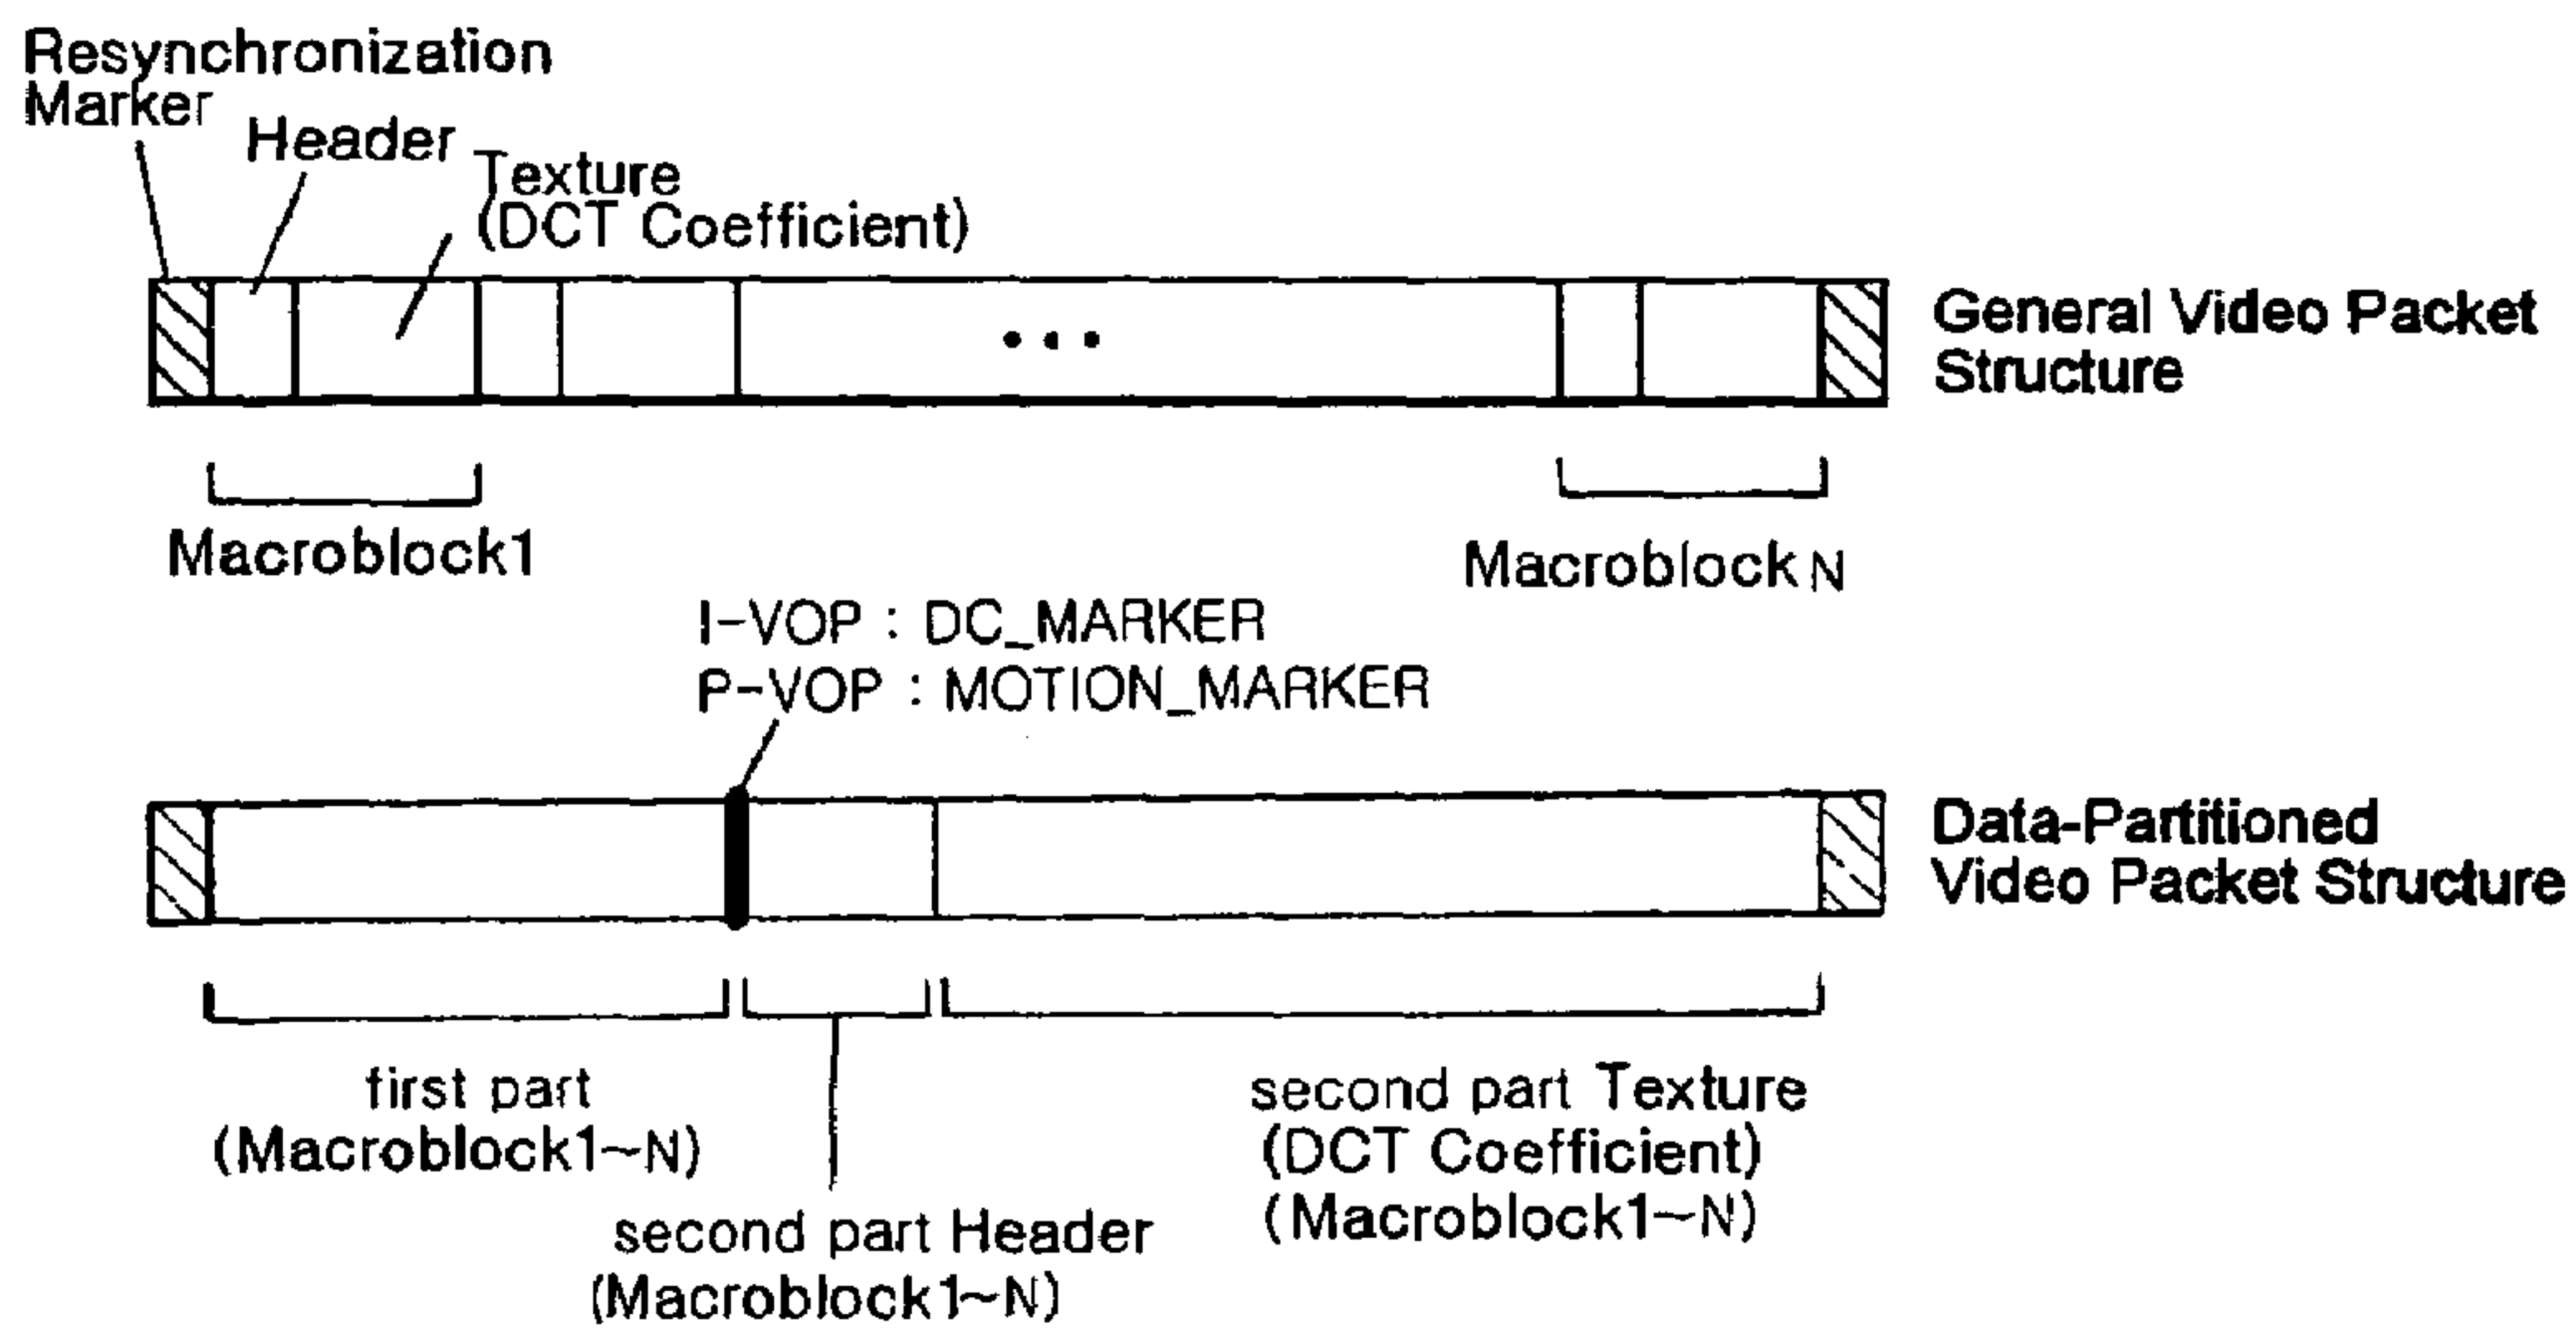 Resynchronization
Marker
Header
Texture
(DCT Coefficient)
General Video Packet
Structure
Macroblock1
Macroblock N
I-VOP : DC_MARKER
P-VOP : MOTION_MARKER
Data-Partitioned
Video Packet Structure
first part
(Macroblock1~N)
second part Header
(Macroblock1~N)
second part Texture
(DCT Coefficient)
(Macroblock1~N)